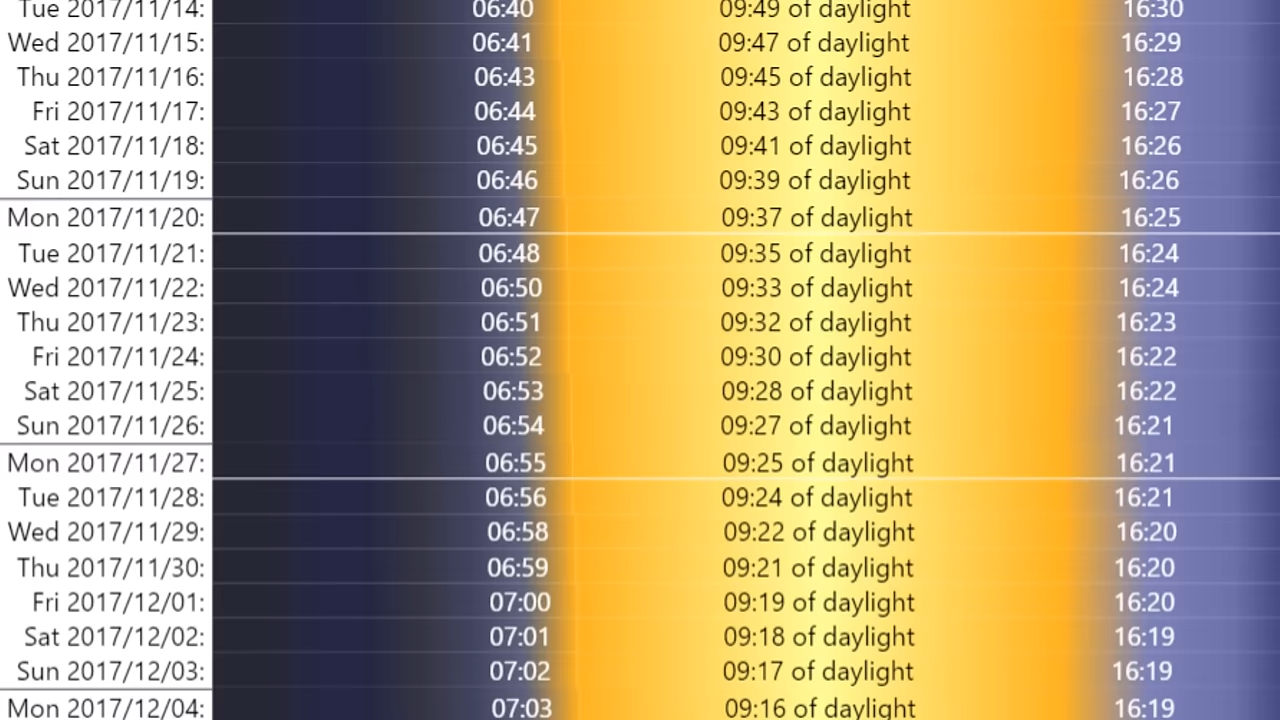 Tue 2017/11/14: 06:40 09:49 of daylight 16:30
Wed 2017/11/15: 06:41 09:47 of daylight 16:29
Thu 2017/11/16: 06:43 09:45 of daylight 16:28
Fri 2017/11/17: 06:44 09:43 of daylight 16:27
Sat 2017/11/18: 06:45 09:41 of daylight 16:26
Sun 2017/11/19: 06:46 09:39 of daylight 16:26
Mon 2017/11/20: 06:47 09:37 of daylight 16:25
Tue 2017/11/21: 06:48 09:35 of daylight 16:24
Wed 2017/11/22: 06:50 09:33 of daylight 16:24
Thu 2017/11/23: 06:51 09:32 of daylight 16:23
Fri 2017/11/24: 06:52 09:30 of daylight 16:22
Sat 2017/11/25: 06:53 09:28 of daylight 16:22
Sun 2017/11/26: 06:54 09:27 of daylight 16:21
Mon 2017/11/27: 06:55 09:25 of daylight 16:21
Tue 2017/11/28: 06:56 09:24 of daylight 16:21
Wed 2017/11/29: 06:58 09:22 of daylight 16:20
Thu 2017/11/30: 06:59 09:21 of daylight 16:20
Fri 2017/12/01: 07:00 09:19 of daylight 16:20
Sat 2017/12/02: 07:01 09:18 of daylight 16:19
Sun 2017/12/03: 07:02 09:17 of daylight 16:19
Mon 2017/12/04: 07:03 09:16 of daylight 16:19